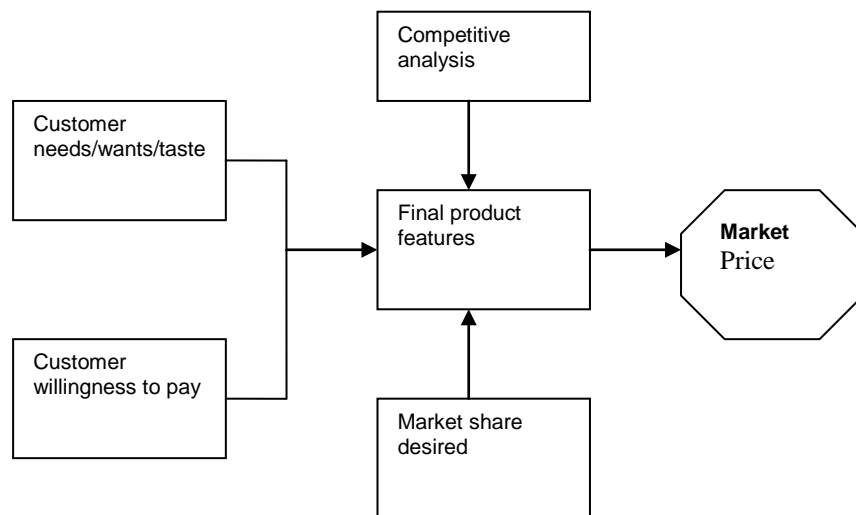 Competitive
analysis
Customer
needs/wants/taste
Final product
features
Market
Price
Customer
willingness to pay
Market share
desired